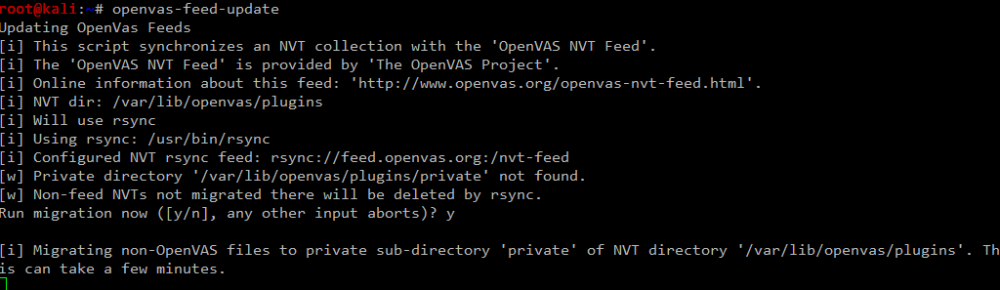 root@kali:~# openvas-feed-update
Updating OpenVas Feeds
[i] This script synchronizes an NVT collection with the 'OpenVAS NVT Feed'.
[i] The 'OpenVAS NVT Feed' is provided by 'The OpenVAS Project'.
[i] Online information about this feed: 'http://www.openvas.org/openvas-nvt-feed.html'.
[i] NVT dir: /var/lib/openvas/plugins
[i] Will use rsync
[i] Using rsync: /usr/bin/rsync
[i] Configured NVT rsync feed: rsync://feed.openvas.org:/nvt-feed
[w] Private directory '/var/lib/openvas/plugins/private' not found.
[w] Non-feed NVTs not migrated there will be deleted by rsync.
Run migration now ([y/n], any other input aborts)? y
[i] Migrating non-OpenVAS files to private sub-directory 'private' of NVT directory '/var/lib/openvas/plugins'. Th
is can take a few minutes.